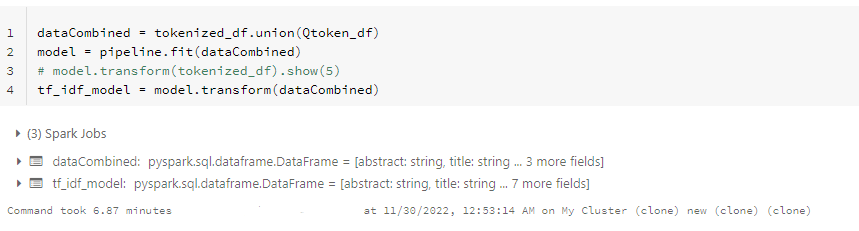 1 dataCombined = tokenized_df.union(Qtoken_df)
2 model = pipeline.fit(dataCombined)
3 # model.transform(tokenized_df).show(5)
4 tf_idf_model = model.transform(dataCombined)
(3) Spark Jobs
dataCombined: pyspark.sql.dataframe.DataFrame = [abstract: string, title: string ... 3 more fields]
tf_idf_model: pyspark.sql.dataframe.DataFrame = [abstract: string, title: string ... 7 more fields]
Command took 6.87 minutes at 11/30/2022, 12:53:14 AM on My Cluster (clone) new (clone) (clone)